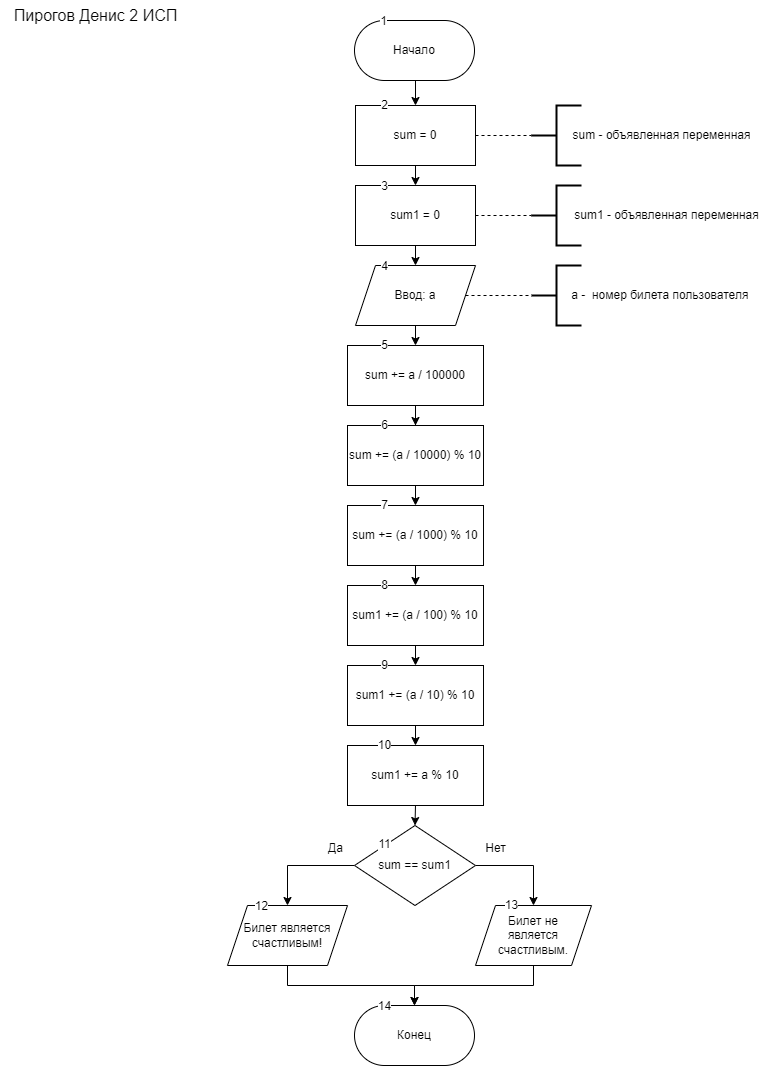 Пирогов Денис 2 ИСП
1
Начало
2
sum = 0
sum - объявленная переменная
3
sum1 = 0
sum1 - объявленная переменная
4
Ввод: a
a -  номер билета пользователя
5
sum += a / 100000
6
sum += (a / 10000) % 10
7
sum += (a / 1000) % 10
8
sum1 += (a / 100) % 10
9
sum1 += (a / 10) % 10
10
sum1 += a % 10
11
Да
Нет
sum == sum1
12
Билет является
счастливым!
13
Билет не
является
счастливым.
14
Конец